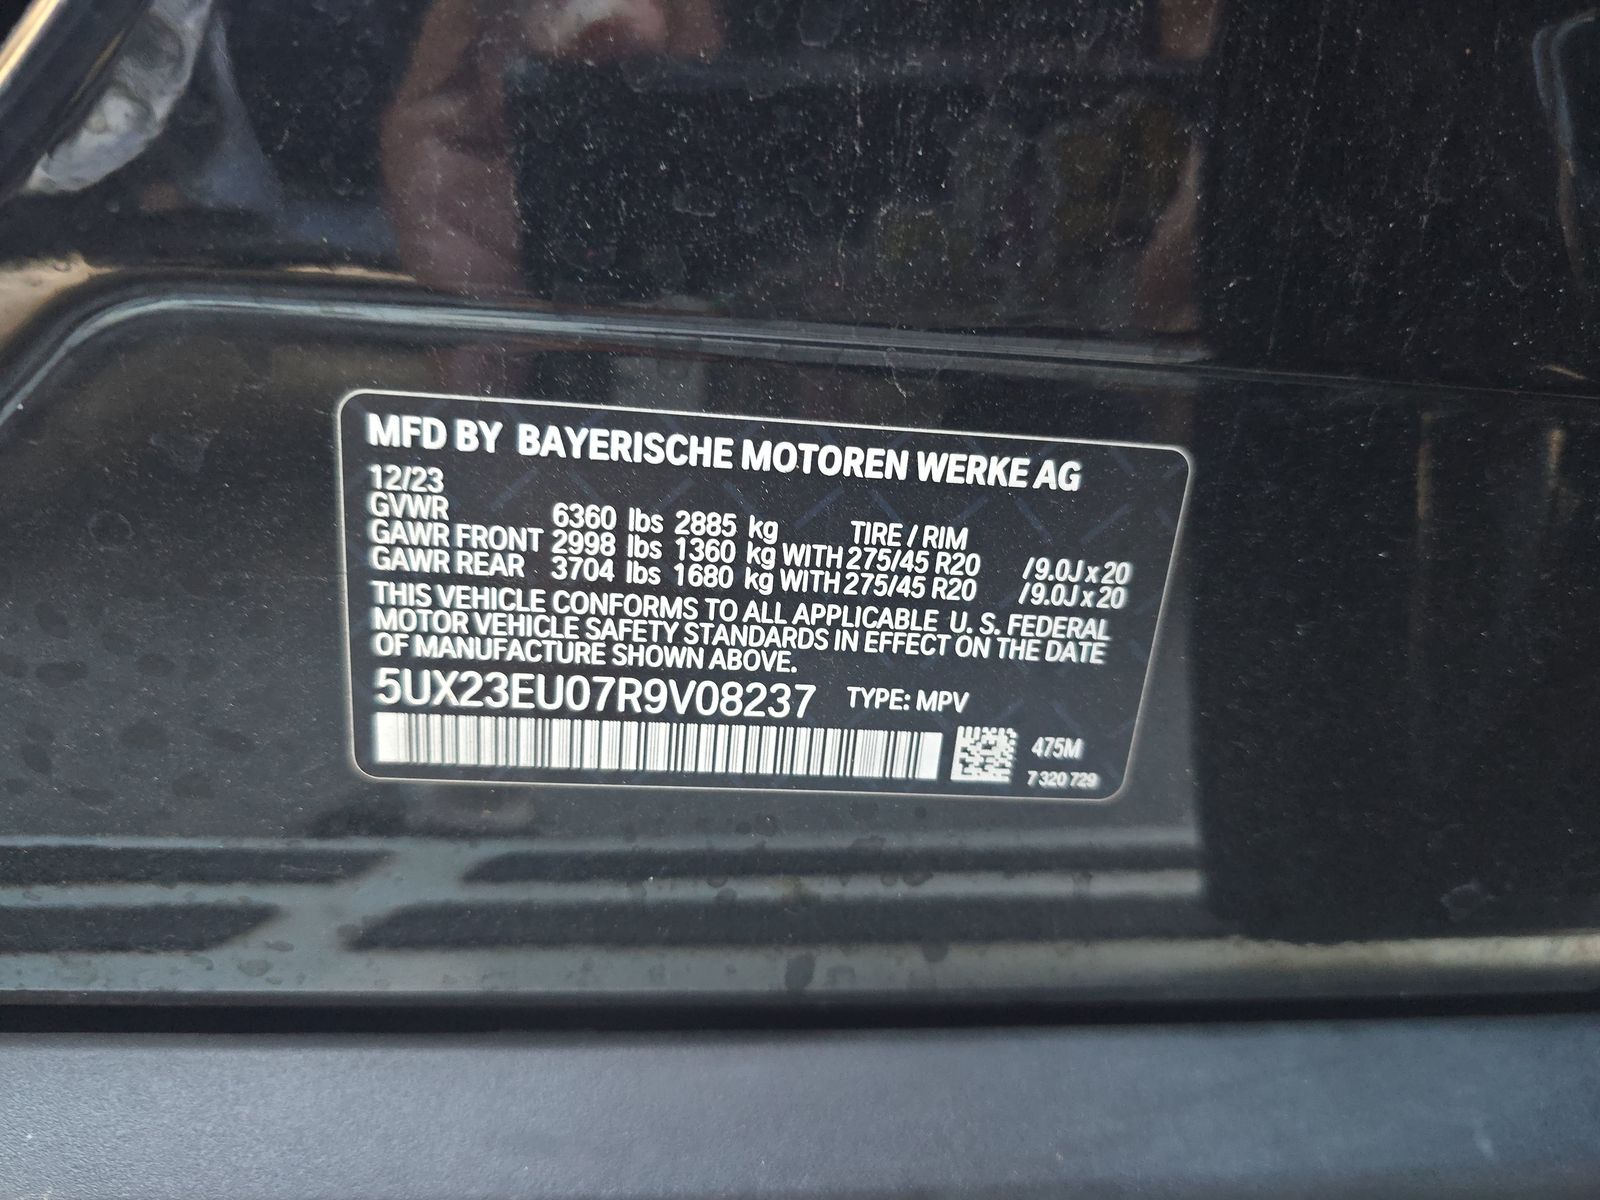 MFD BY BAYERISCHE MOTOREN WERKE AG
12/23
GVWR 6360 lbs 2885 kg TIRE / RIM
GAWR FRONT 2998 lbs 1360 kg WITH 275/45 R20 /9.0J x 20
GAWR REAR 3704 lbs 1680 kg WITH 275/45 R20 /9.0J x 20
THIS VEHICLE CONFORMS TO ALL APPLICABLE U. S. FEDERAL
MOTOR VEHICLE SAFETY STANDARDS IN EFFECT ON THE DATE
OF MANUFACTURE SHOWN ABOVE.
5UX23EU07R9V08237 TYPE: MPV
475M
7 320 729